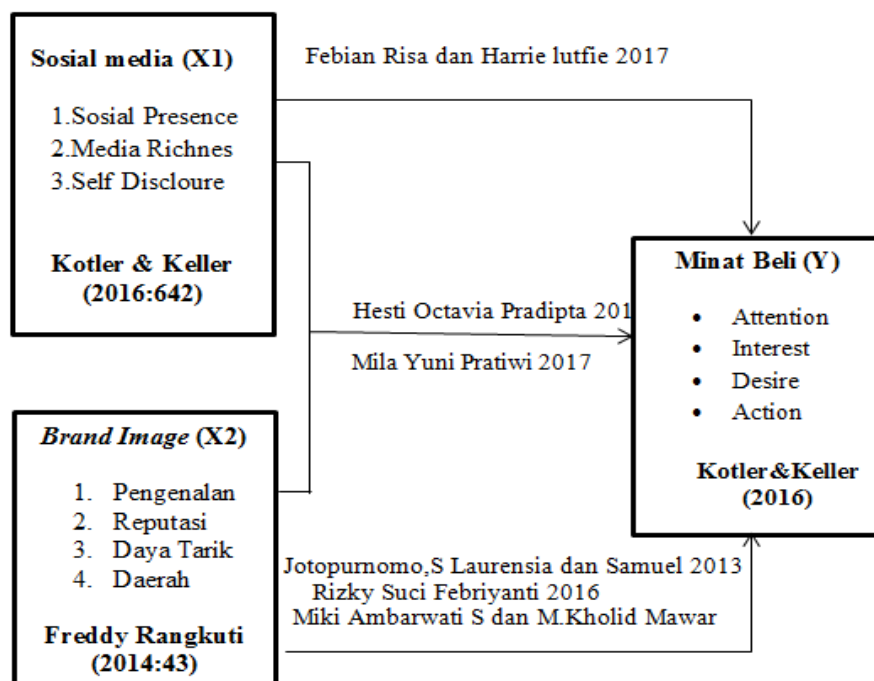 Sosial media (X1)
1.Sosial Presence
2.Media Richnes
3.Self Discloure
Kotler & Keller
(2016:642)
Febian Risa dan Harrie lutfie 2017
Hesti Octavia Pradipta
Mila Yuni Pratiwi 2017
Minat Beli (Y)
• Attention
• Interest
• Desire
• Action
Kotler&Keller
(2016)
Brand Image (X2)
1. Pengenalan
2. Reputasi
3. Daya Tarik
4. Daerah
Freddy Rangkuti
(2014:43)
Jotopurnomo,S Laurensia dan Samuel 2013
Rizky Suci Febriyanti 2016
Miki Ambarwati S dan M.Kholid Mawar